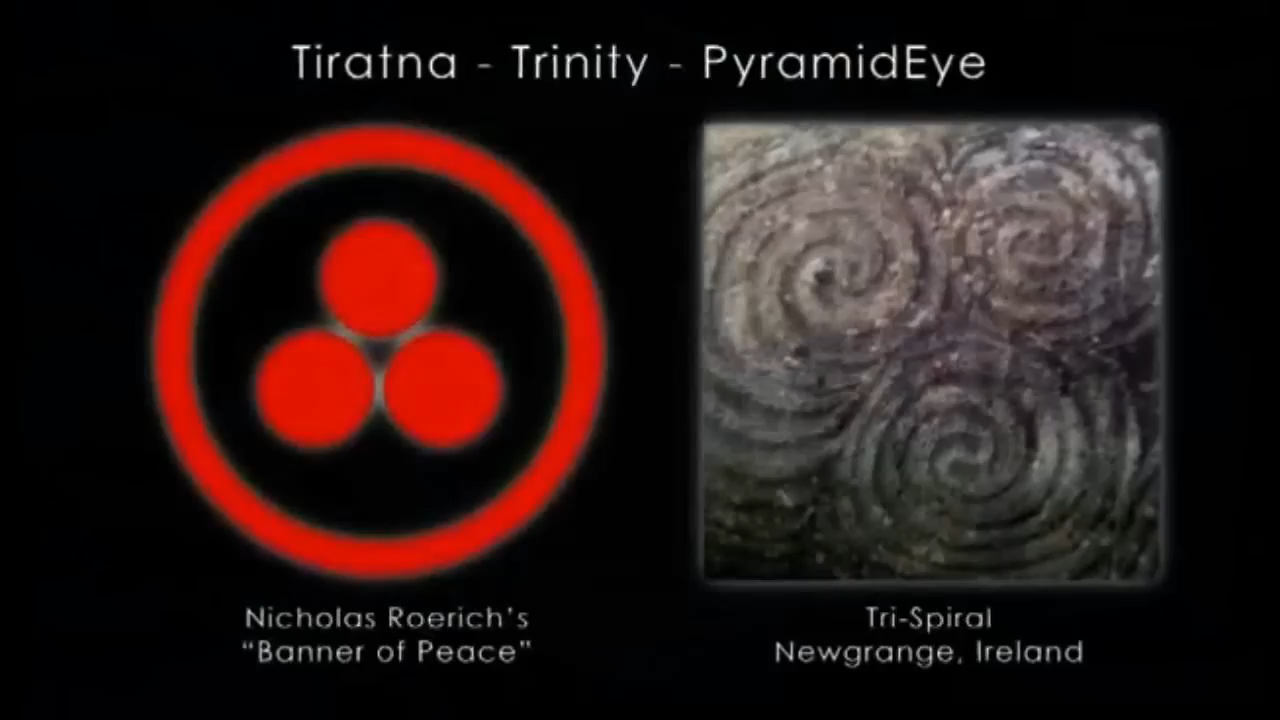 Tiratna - Trinity - PyramidEye
Nicholas Roerich's
"Banner of Peace"
Tri-Spiral
Newgrange, Ireland